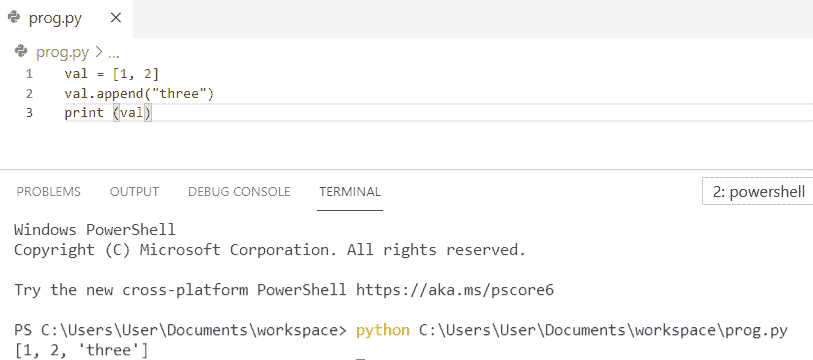 prog.py ×
prog.py > ...
1 val = [1, 2]
2 val.append("three")
3 print (val)
PROBLEMS OUTPUT DEBUG CONSOLE TERMINAL 2: powershell
Windows PowerShell
Copyright (C) Microsoft Corporation. All rights reserved.
Try the new cross-platform PowerShell https://aka.ms/pscore6
PS C:\Users\User\Documents\workspace> python C:\Users\User\Documents\workspace\prog.py
[1, 2, 'three']